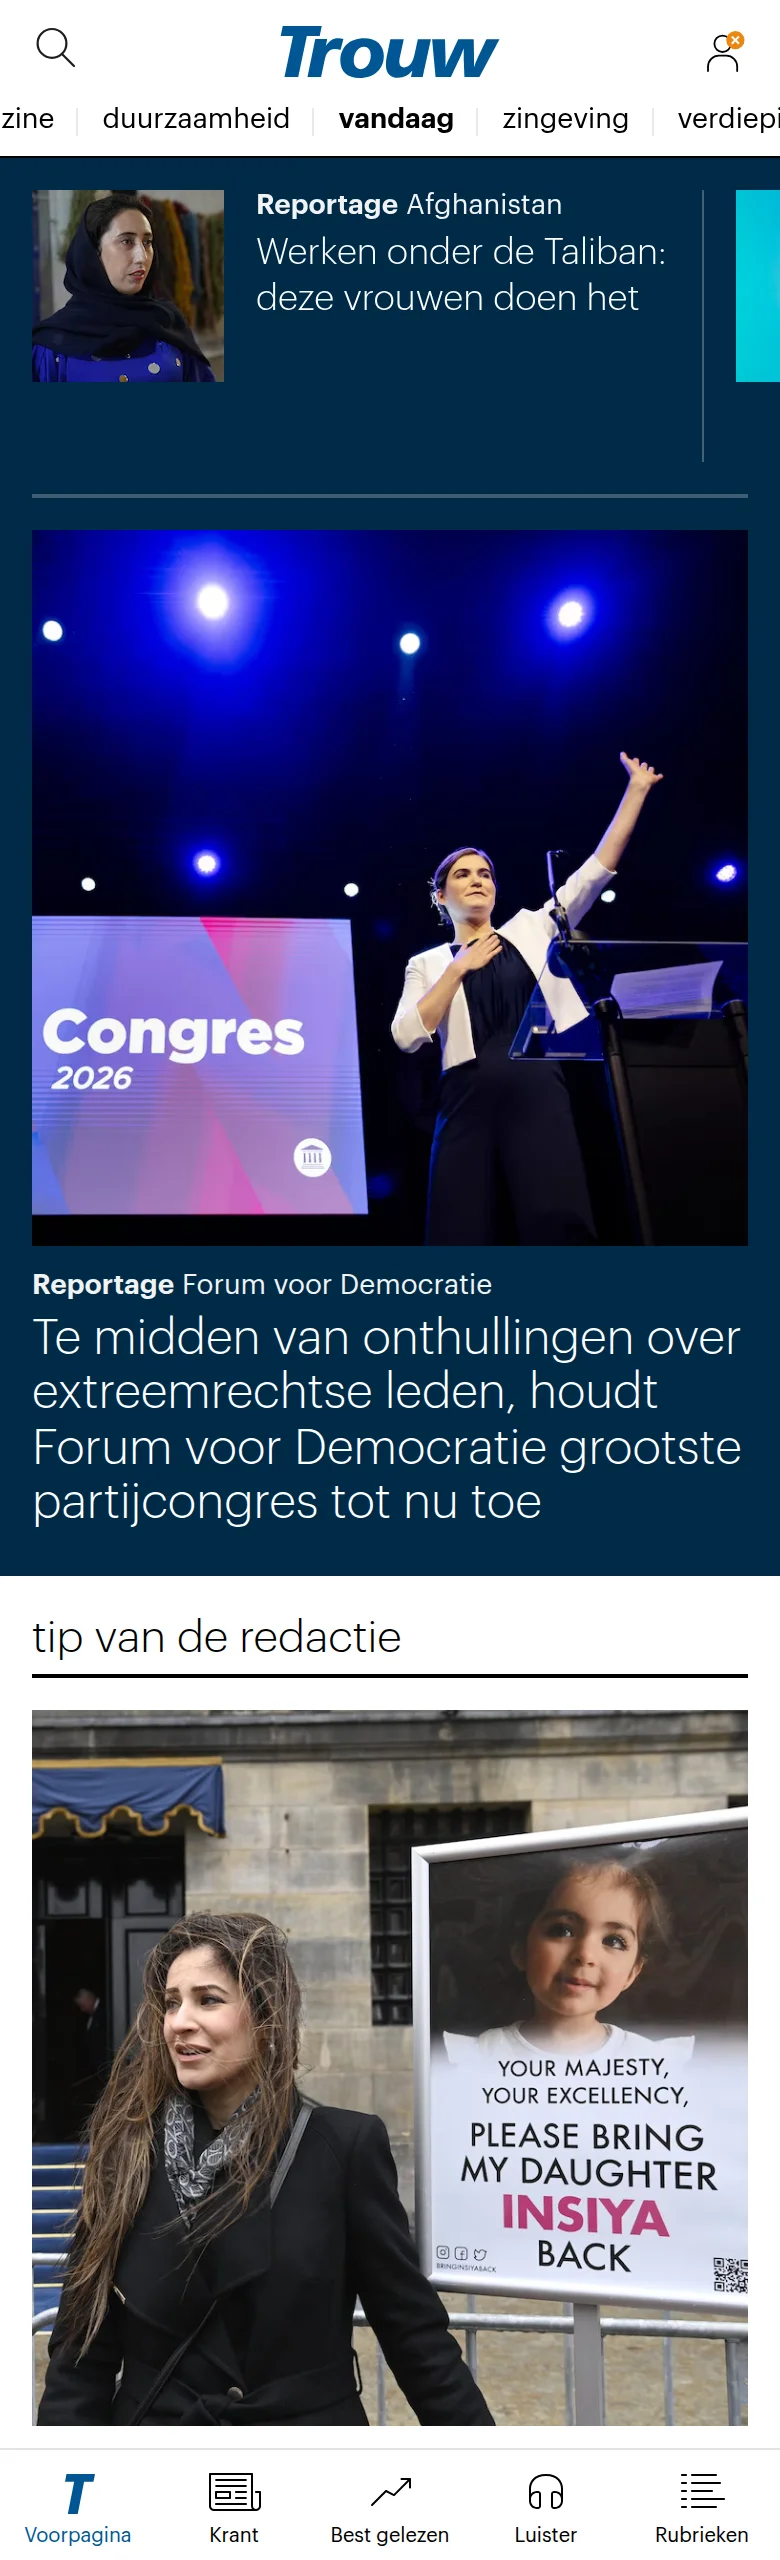 Trouw
zine duurzaamheid vandaag zingeving verdiepi
Reportage Afghanistan
Werken onder de Taliban:
deze vrouwen doen het
Congres
2026
Reportage Forum voor Democratie
Te midden van onthullingen over
extreemrechtse leden, houdt
Forum voor Democratie grootste
partijcongres tot nu toe
tip van de redactie
YOUR MAJESTY,
YOUR EXCELLENCY,
PLEASE BRING
MY DAUGHTER
INSIYA
BACK
BRINGINSIYABACK
T
Voorpagina Krant Best gelezen Luister Rubrieken